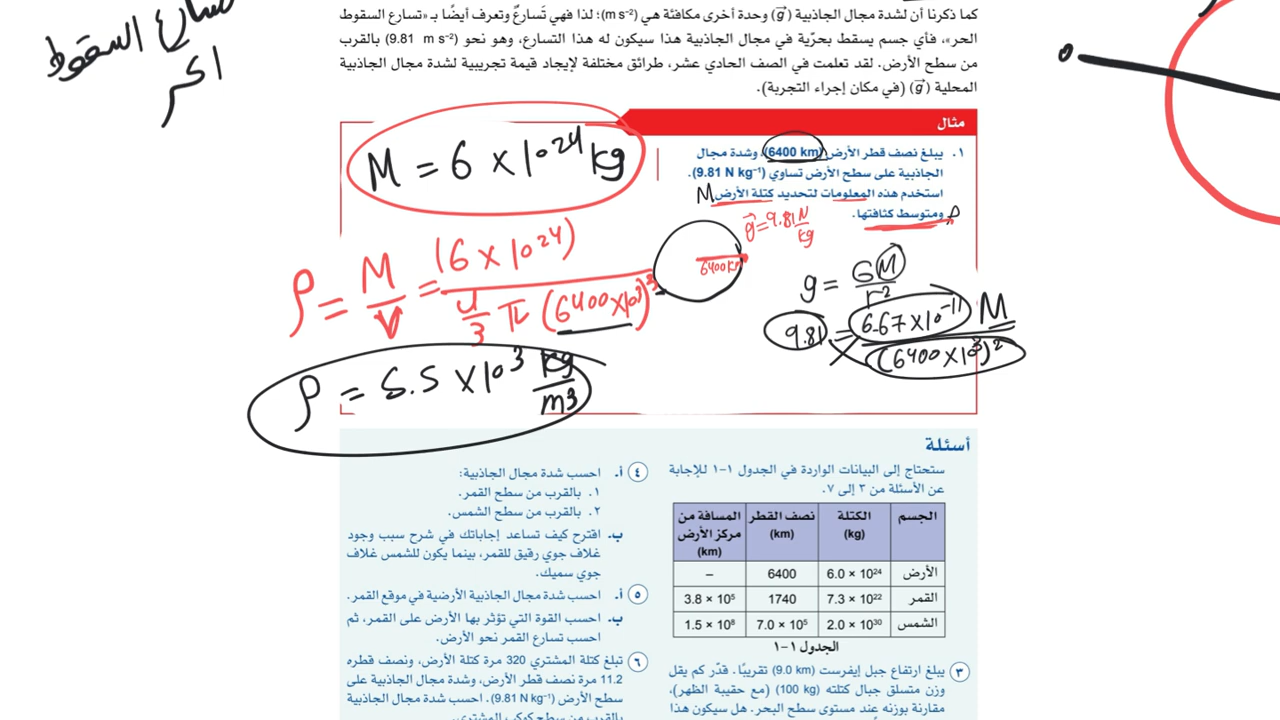 تسارع السقوط
الحر
كما ذكرنا أن لشدة مجال الجاذبية (g⃗) وحدة أخرى مكافئة هي (m s⁻²)؛ لذا فهي تَسارعٌ وتعرف أيضًا بـ «تسارع السقوط
الحر»، فأي جسم يسقط بحرّية في مجال الجاذبية هذا سيكون له هذا التسارع، وهو نحو (9.81 m s⁻²) بالقرب
من سطح الأرض. لقد تعلمت في الصف الحادي عشر، طرائق مختلفة لإيجاد قيمة تجريبية لشدة مجال الجاذبية
المحلية (g⃗) (في مكان إجراء التجربة).
مثال
١. يبلغ نصف قطر الأرض (6400 km)، وشدة مجال
الجاذبية على سطح الأرض تساوي (9.81 N kg⁻¹).
استخدم هذه المعلومات لتحديد كتلة الأرض M
ومتوسط كثافتها. ρ
M = 6 × 10²⁴ kg
g⃗ = 9.81 N/kg
6400 km
ρ = M/V = (6 × 10²⁴) / (4/3 π (6400×10³)³)
g = GM/r²
9.81 = 6.67×10⁻¹¹ M / (6400×10³)²
ρ = 5.5 × 10³ kg/m³
أسئلة
ستحتاج إلى البيانات الواردة في الجدول ١-١ للإجابة
عن الأسئلة من ٣ إلى ٧.
الجسم | الكتلة (kg) | نصف القطر (km) | المسافة من مركز الأرض (km)
الأرض | 6.0 × 10²⁴ | 6400 | –
القمر | 7.3 × 10²² | 1740 | 3.8 × 10⁵
الشمس | 2.0 × 10³⁰ | 7.0 × 10⁵ | 1.5 × 10⁸
الجدول ١-١
٣ يبلغ ارتفاع جبل إيفرست (9.0 km) تقريبًا. قدّر كم يقل
وزن متسلق جبال كتلته (100 kg) (مع حقيبة الظهر)،
مقارنة بوزنه عند مستوى سطح البحر. هل سيكون هذا
٤ أ. احسب شدة مجال الجاذبية:
١. بالقرب من سطح القمر.
٢. بالقرب من سطح الشمس.
ب. اقترح كيف تساعد إجاباتك في شرح سبب وجود
غلاف جوي رقيق للقمر، بينما يكون للشمس غلاف
جوي سميك.
٥ أ. احسب شدة مجال الجاذبية الأرضية في موقع القمر.
ب. احسب القوة التي تؤثر بها الأرض على القمر، ثم
احسب تسارع القمر نحو الأرض.
٦ تبلغ كتلة المشتري 320 مرة كتلة الأرض، ونصف قطره
11.2 مرة نصف قطر الأرض، وشدة مجال الجاذبية على
سطح الأرض (9.81 N kg⁻¹). احسب شدة مجال الجاذبية
بالقرب من سطح كوكب المشتري.